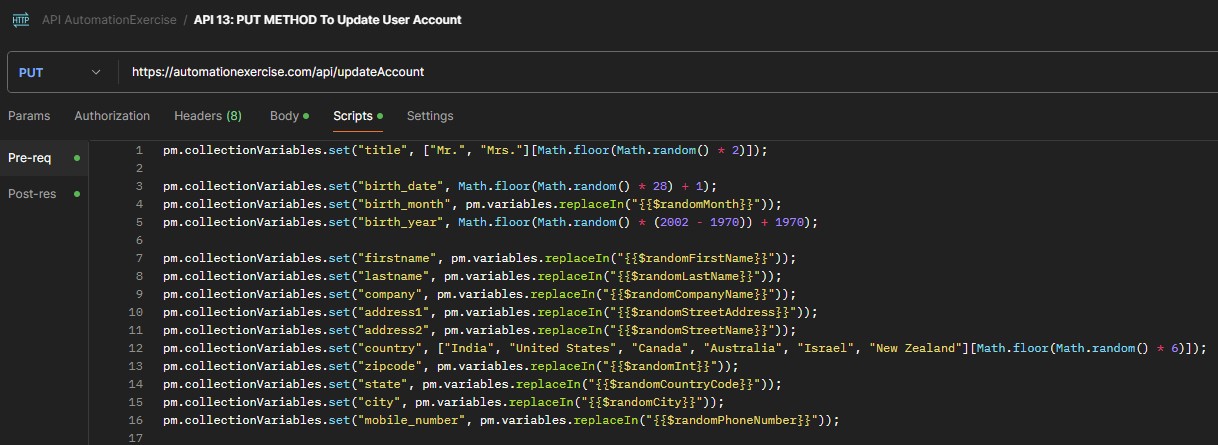 HTTP API AutomationExercise / API 13: PUT METHOD To Update User Account
PUT https://automationexercise.com/api/updateAccount
Params Authorization Headers (8) Body Scripts Settings
Pre-req
Post-res
1 pm.collectionVariables.set("title", ["Mr.", "Mrs."][Math.floor(Math.random() * 2)]);
2
3 pm.collectionVariables.set("birth_date", Math.floor(Math.random() * 28) + 1);
4 pm.collectionVariables.set("birth_month", pm.variables.replaceIn("{{$randomMonth}}"));
5 pm.collectionVariables.set("birth_year", Math.floor(Math.random() * (2002 - 1970)) + 1970);
6
7 pm.collectionVariables.set("firstname", pm.variables.replaceIn("{{$randomFirstName}}"));
8 pm.collectionVariables.set("lastname", pm.variables.replaceIn("{{$randomLastName}}"));
9 pm.collectionVariables.set("company", pm.variables.replaceIn("{{$randomCompanyName}}"));
10 pm.collectionVariables.set("address1", pm.variables.replaceIn("{{$randomStreetAddress}}"));
11 pm.collectionVariables.set("address2", pm.variables.replaceIn("{{$randomStreetName}}"));
12 pm.collectionVariables.set("country", ["India", "United States", "Canada", "Australia", "Israel", "New Zealand"][Math.floor(Math.random() * 6)]);
13 pm.collectionVariables.set("zipcode", pm.variables.replaceIn("{{$randomInt}}"));
14 pm.collectionVariables.set("state", pm.variables.replaceIn("{{$randomCountryCode}}"));
15 pm.collectionVariables.set("city", pm.variables.replaceIn("{{$randomCity}}"));
16 pm.collectionVariables.set("mobile_number", pm.variables.replaceIn("{{$randomPhoneNumber}}"));
17